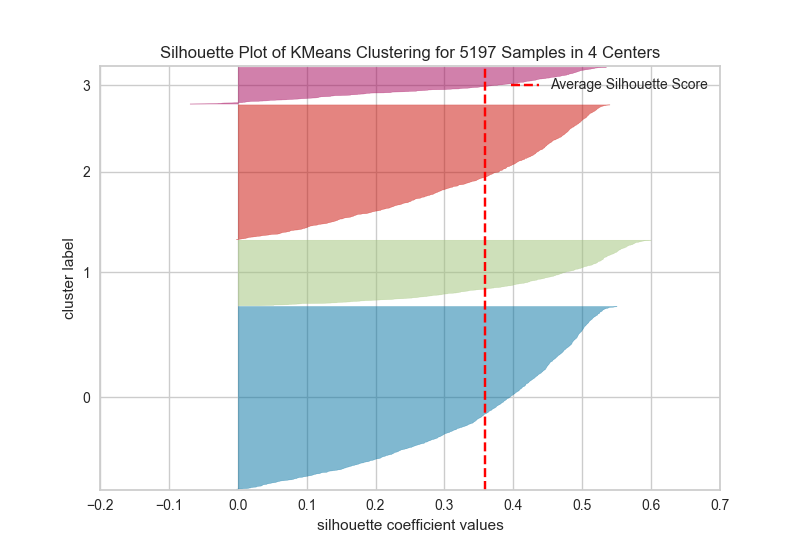 Silhouette Plot of KMeans Clustering for 5197 Samples in 4 Centers
3
Average Silhouette Score
2
1
0
cluster label
−0.2 −0.1 0.0 0.1 0.2 0.3 0.4 0.5 0.6 0.7
silhouette coefficient values